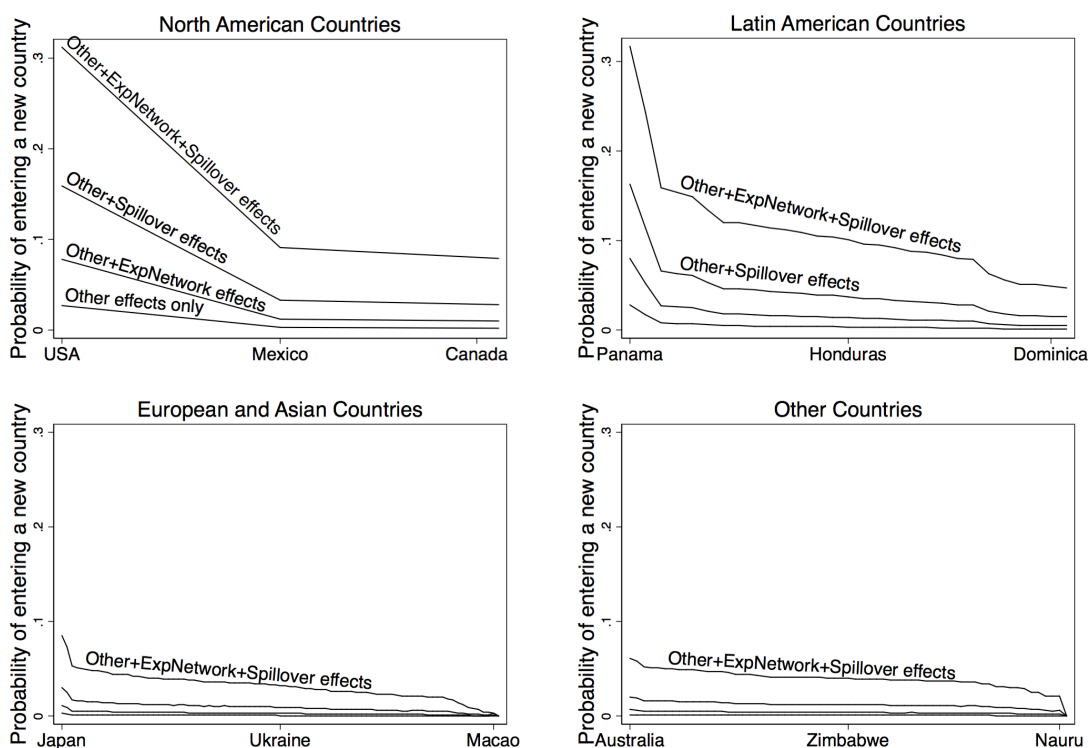 North American Countries
Probability of entering a new country
.3
.2
.1
0
Other+ExpNetwork+Spillover effects
Other+Spillover effects
Other+ExpNetwork effects
Other effects only
USA
Mexico
Canada
Latin American Countries
Probability of entering a new country
.3
.2
.1
0
Other+ExpNetwork+Spillover effects
Other+Spillover effects
Panama
Honduras
Dominica
European and Asian Countries
Probability of entering a new country
.3
.2
.1
0
Other+ExpNetwork+Spillover effects
Japan
Ukraine
Macao
Other Countries
Probability of entering a new country
.3
.2
.1
0
Other+ExpNetwork+Spillover effects
Australia
Zimbabwe
Nauru